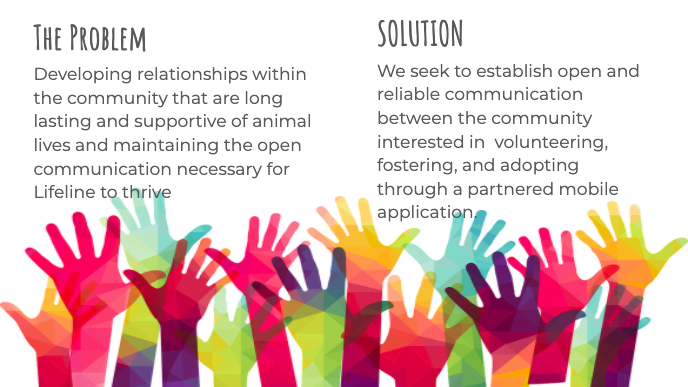 The Problem
Developing relationships within
the community that are long
lasting and supportive of animal
lives and maintaining the open
communication necessary for
Lifeline to thrive
SOLUTION
We seek to establish open and
reliable communication
between the community
interested in  volunteering,
fostering, and adopting
through a partnered mobile
application.